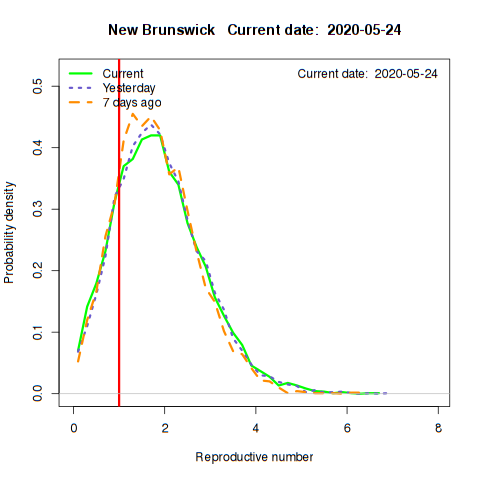 New Brunswick   Current date:  2020-05-24
Current
Yesterday
7 days ago
Current date:  2020-05-24
Probability density
0.5
0.4
0.3
0.2
0.1
0.0
0 2 4 6 8
Reproductive number